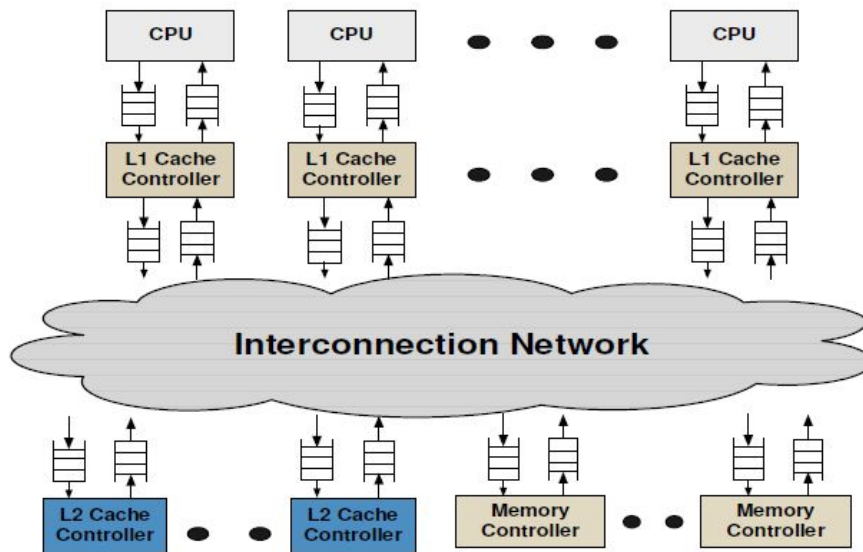 CPU
CPU
CPU
L1 Cache
Controller
L1 Cache
Controller
L1 Cache
Controller
Interconnection Network
L2 Cache
Controller
L2 Cache
Controller
Memory
Controller
Memory
Controller